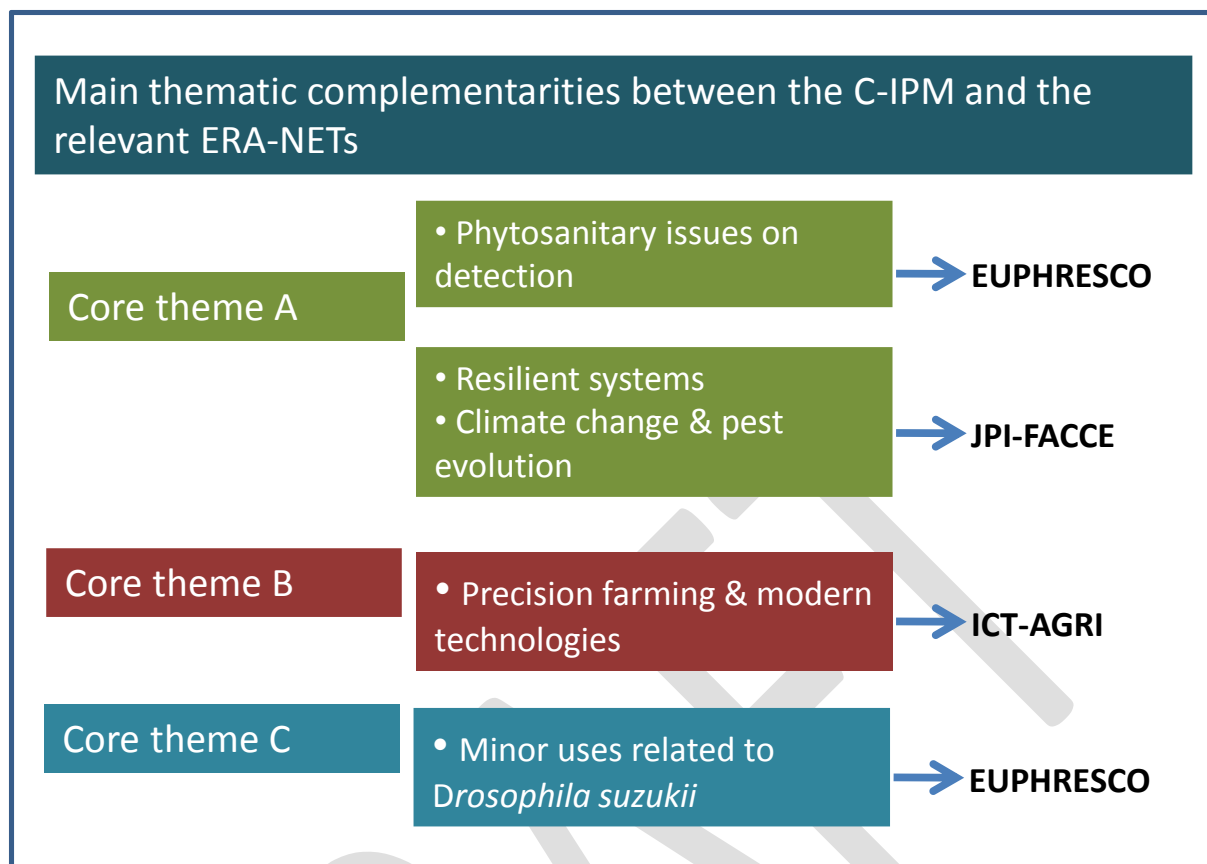 Main thematic complementarities between the C-IPM and the
relevant ERA-NETs
Core theme A
• Phytosanitary issues on
detection
EUPHRESCO
• Resilient systems
• Climate change & pest
evolution
JPI-FACCE
Core theme B
• Precision farming & modern
technologies
ICT-AGRI
Core theme C
• Minor uses related to
Drosophila suzukii
EUPHRESCO